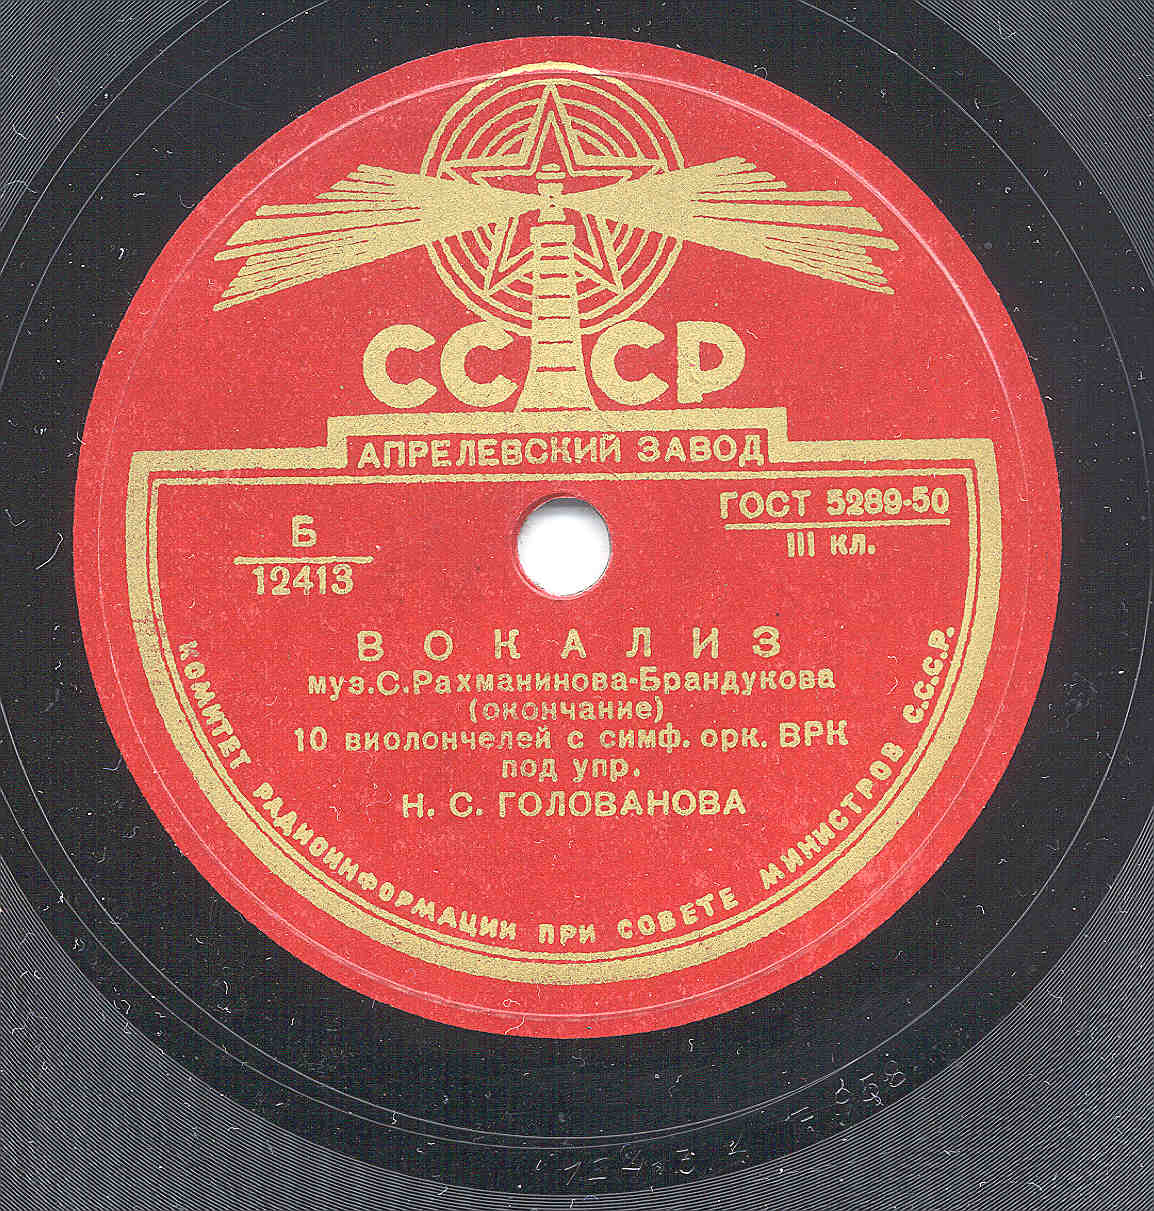 СССР
АПРЕЛЕВСКИЙ ЗАВОД
ГОСТ 5289-50
III кл.
Б
12413
ВОКАЛИЗ
муз.С.Рахманинова-Брандукова
(окончание)
10 виолончелей с симф. орк. ВРК
под упр.
Н. С. ГОЛОВАНОВА
КОМИТЕТ РАДИОИНФОРМАЦИИ ПРИ СОВЕТЕ МИНИСТРОВ С.С.С.Р.